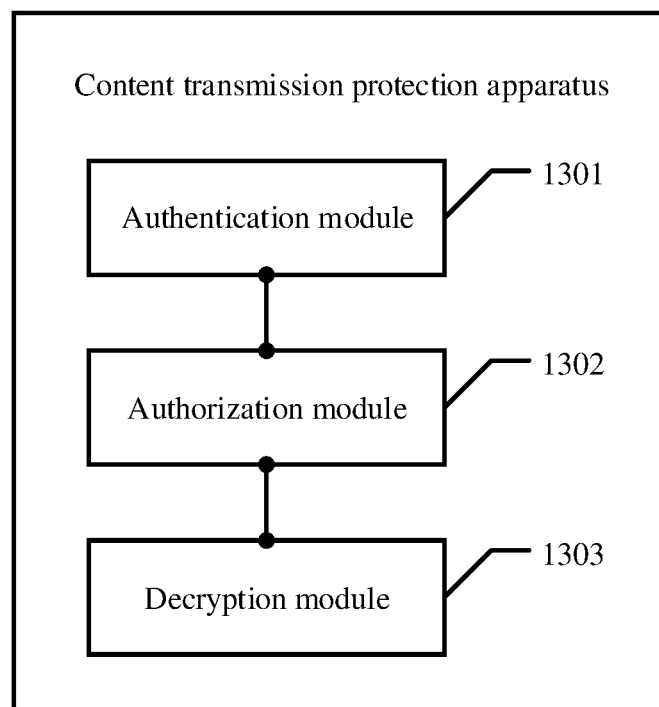 Content transmission protection apparatus
1301
Authentication module
1302
Authorization module
1303
Decryption module